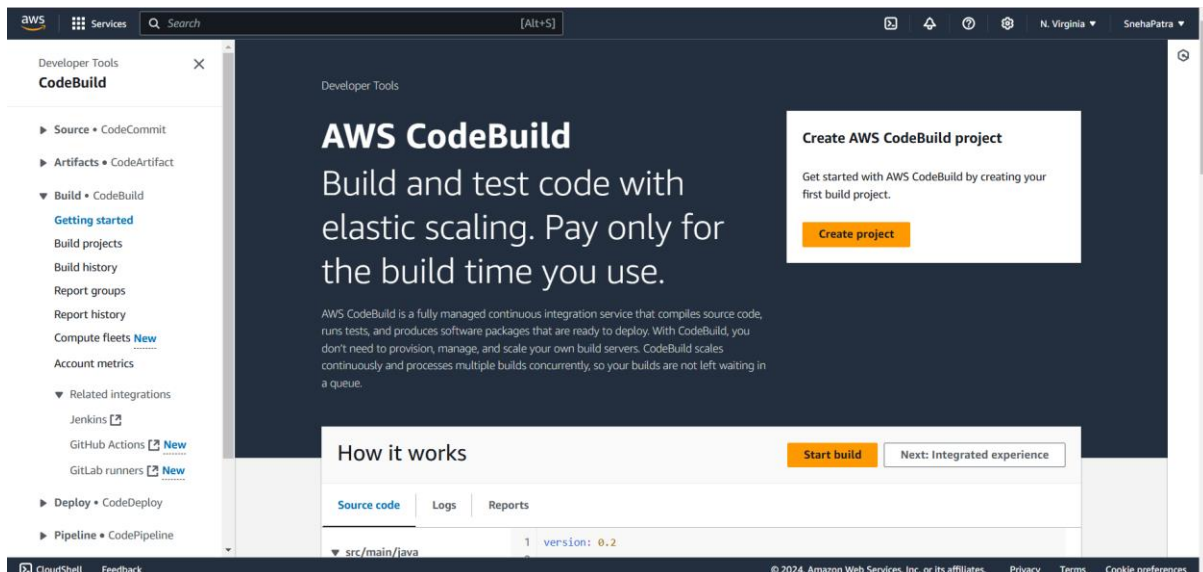 aws
Services
Search
[Alt+S]
N. Virginia
SnehaPatra
Developer Tools
CodeBuild
Source • CodeCommit
Artifacts • CodeArtifact
Build • CodeBuild
Getting started
Build projects
Build history
Report groups
Report history
Compute fleets New
Account metrics
Related integrations
Jenkins
GitHub Actions New
GitLab runners New
Deploy • CodeDeploy
Pipeline • CodePipeline
Developer Tools
AWS CodeBuild
Build and test code with
elastic scaling. Pay only for
the build time you use.
AWS CodeBuild is a fully managed continuous integration service that compiles source code,
runs tests, and produces software packages that are ready to deploy. With CodeBuild, you
don't need to provision, manage, and scale your own build servers. CodeBuild scales
continuously and processes multiple builds concurrently, so your builds are not left waiting in
a queue.
Create AWS CodeBuild project
Get started with AWS CodeBuild by creating your
first build project.
Create project
How it works
Start build
Next: Integrated experience
Source code
Logs
Reports
src/main/java
1 version: 0.2
CloudShell
Feedback
© 2024, Amazon Web Services, Inc. or its affiliates.
Privacy
Terms
Cookie preferences